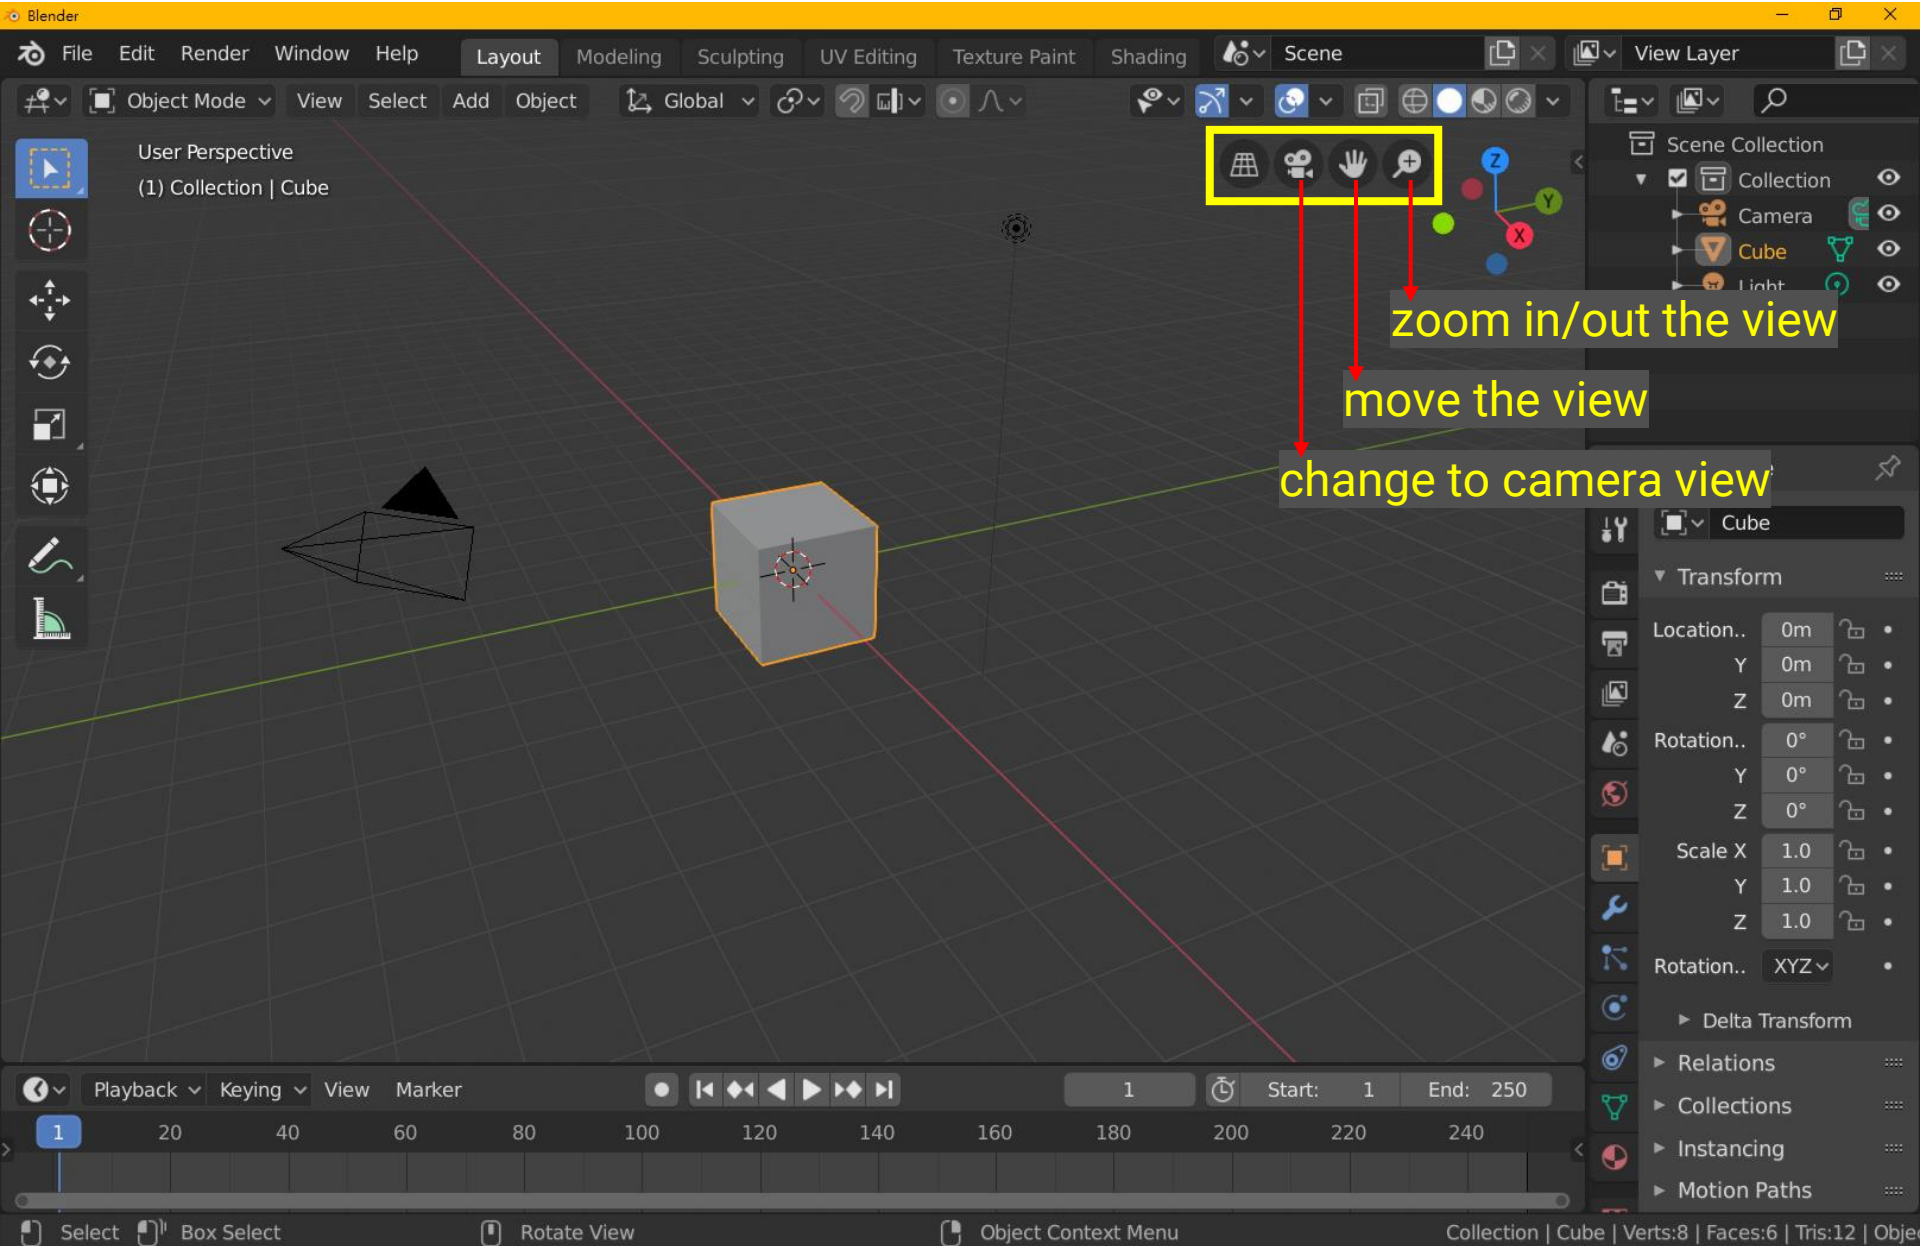 Blender
File Edit Render Window Help Layout Modeling Sculpting UV Editing Texture Paint Shading Scene View Layer
Object Mode View Select Add Object Global
User Perspective
(1) Collection | Cube
Z
Y
X
Scene Collection
Collection
Camera
Cube
Light
zoom in/out the view
move the view
change to camera view
Cube
Transform
Location.. 0m
Y 0m
Z 0m
Rotation.. 0°
Y 0°
Z 0°
Scale X 1.0
Y 1.0
Z 1.0
Rotation.. XYZ
Delta Transform
Relations
Collections
Instancing
Motion Paths
Playback Keying View Marker 1 Start: 1 End: 250
1 20 40 60 80 100 120 140 160 180 200 220 240
Select Box Select Rotate View Object Context Menu Collection | Cube | Verts:8 | Faces:6 | Tris:12 | Obje